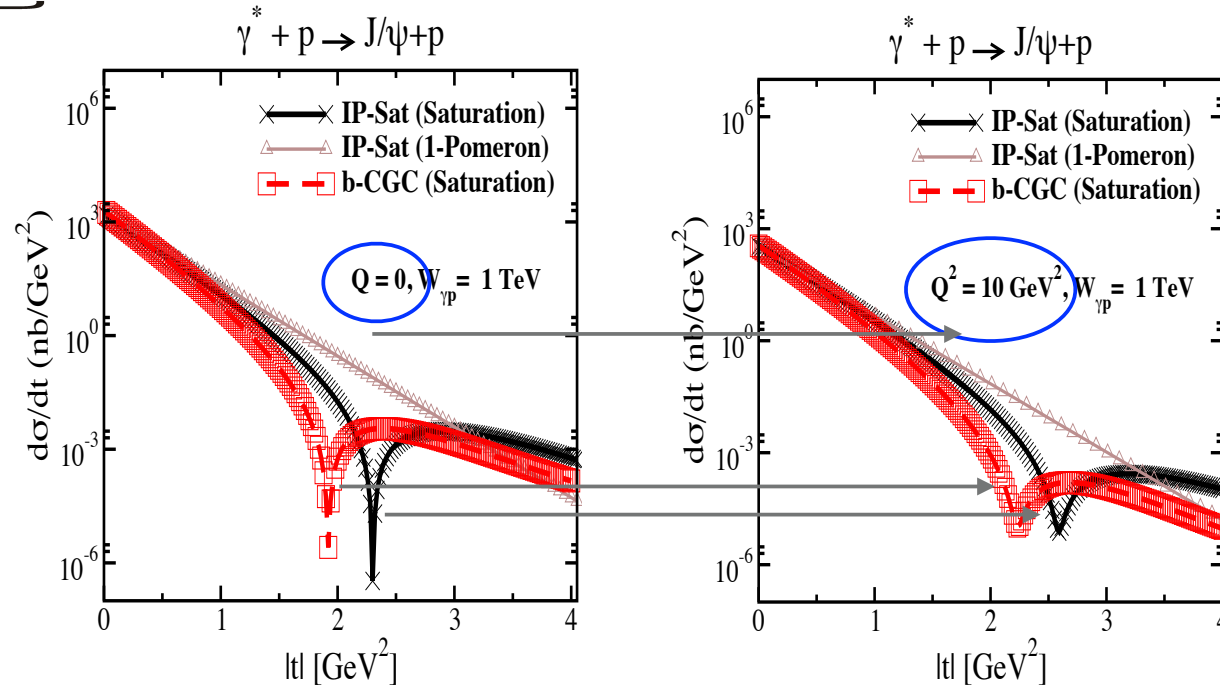 γ* + p → J/ψ+p
IP-Sat (Saturation)
IP-Sat (1-Pomeron)
b-CGC (Saturation)
Q = 0, Wγp = 1 TeV
dσ/dt (nb/GeV²)
10⁶
10³
10⁰
10⁻³
10⁻⁶
0 1 2 3 4
|t| [GeV²]
γ* + p → J/ψ+p
IP-Sat (Saturation)
IP-Sat (1-Pomeron)
b-CGC (Saturation)
Q² = 10 GeV², Wγp = 1 TeV
dσ/dt (nb/GeV²)
10⁶
10³
10⁰
10⁻³
10⁻⁶
0 1 2 3 4
|t| [GeV²]